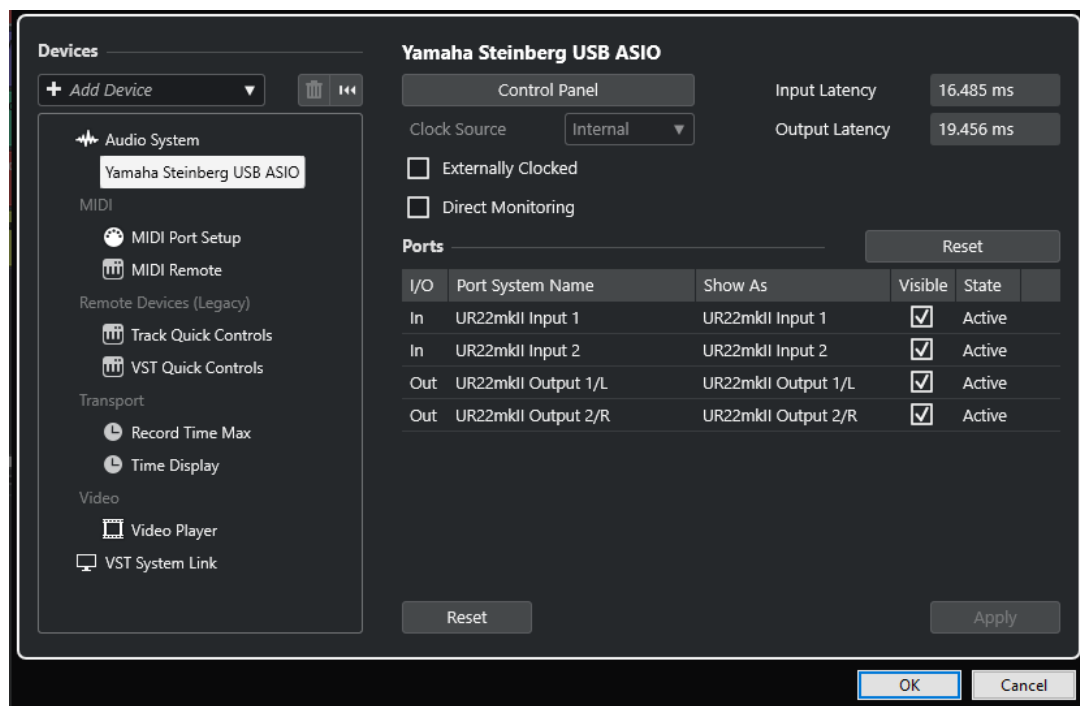 Devices
Add Device
Audio System
Yamaha Steinberg USB ASIO
MIDI
MIDI Port Setup
MIDI Remote
Remote Devices (Legacy)
Track Quick Controls
VST Quick Controls
Transport
Record Time Max
Time Display
Video
Video Player
VST System Link
Yamaha Steinberg USB ASIO
Control Panel
Input Latency 16.485 ms
Clock Source Internal
Output Latency 19.456 ms
Externally Clocked
Direct Monitoring
Ports
Reset
I/O Port System Name Show As Visible State
In UR22mkII Input 1 UR22mkII Input 1 Active
In UR22mkII Input 2 UR22mkII Input 2 Active
Out UR22mkII Output 1/L UR22mkII Output 1/L Active
Out UR22mkII Output 2/R UR22mkII Output 2/R Active
Reset
Apply
OK
Cancel